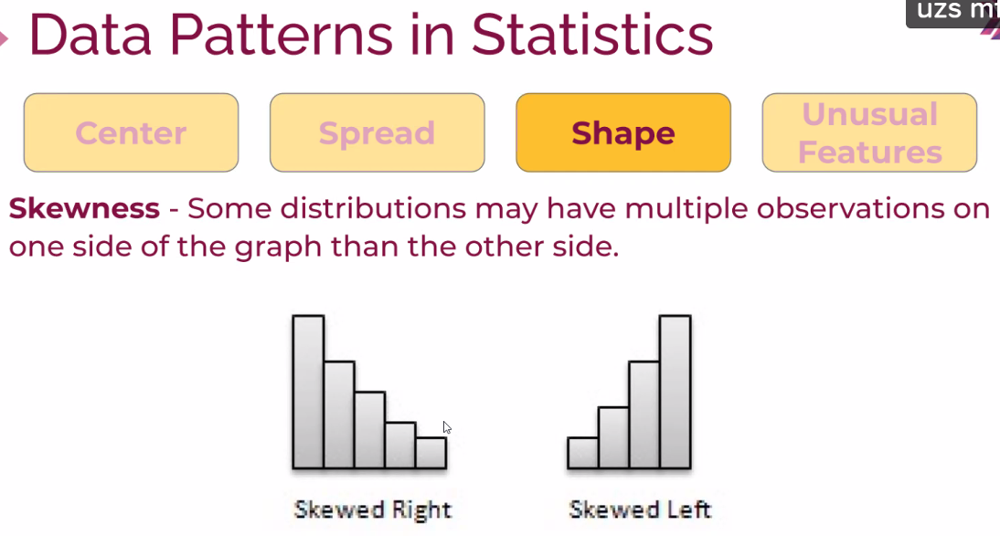 uzs
Data Patterns in Statistics
Center
Spread
Shape
Unusual
Features
Skewness - Some distributions may have multiple observations on
one side of the graph than the other side.
Skewed Right
Skewed Left